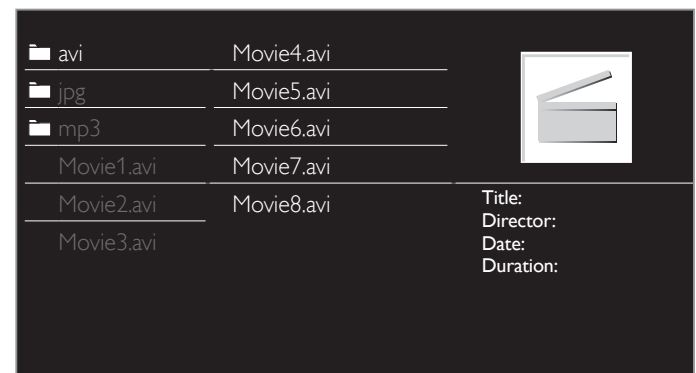 avi
jpg
mp3
Movie1.avi
Movie2.avi
Movie3.avi
Movie4.avi
Movie5.avi
Movie6.avi
Movie7.avi
Movie8.avi
Title:
Director:
Date:
Duration: